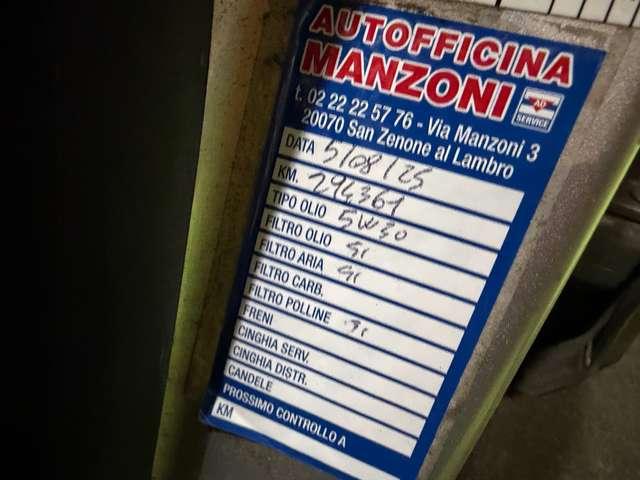 AUTOFFICINA
MANZONI
AD
SERVICE
t. 02 22 22 57 76 - Via Manzoni 3
20070 San Zenone al Lambro
DATA 5/08/25
KM. 294361
TIPO OLIO 5W30
FILTRO OLIO Si
FILTRO ARIA Si
FILTRO CARB.
FILTRO POLLINE Si
FRENI
CINGHIA SERV.
CINGHIA DISTR.
CANDELE
PROSSIMO CONTROLLO A
KM